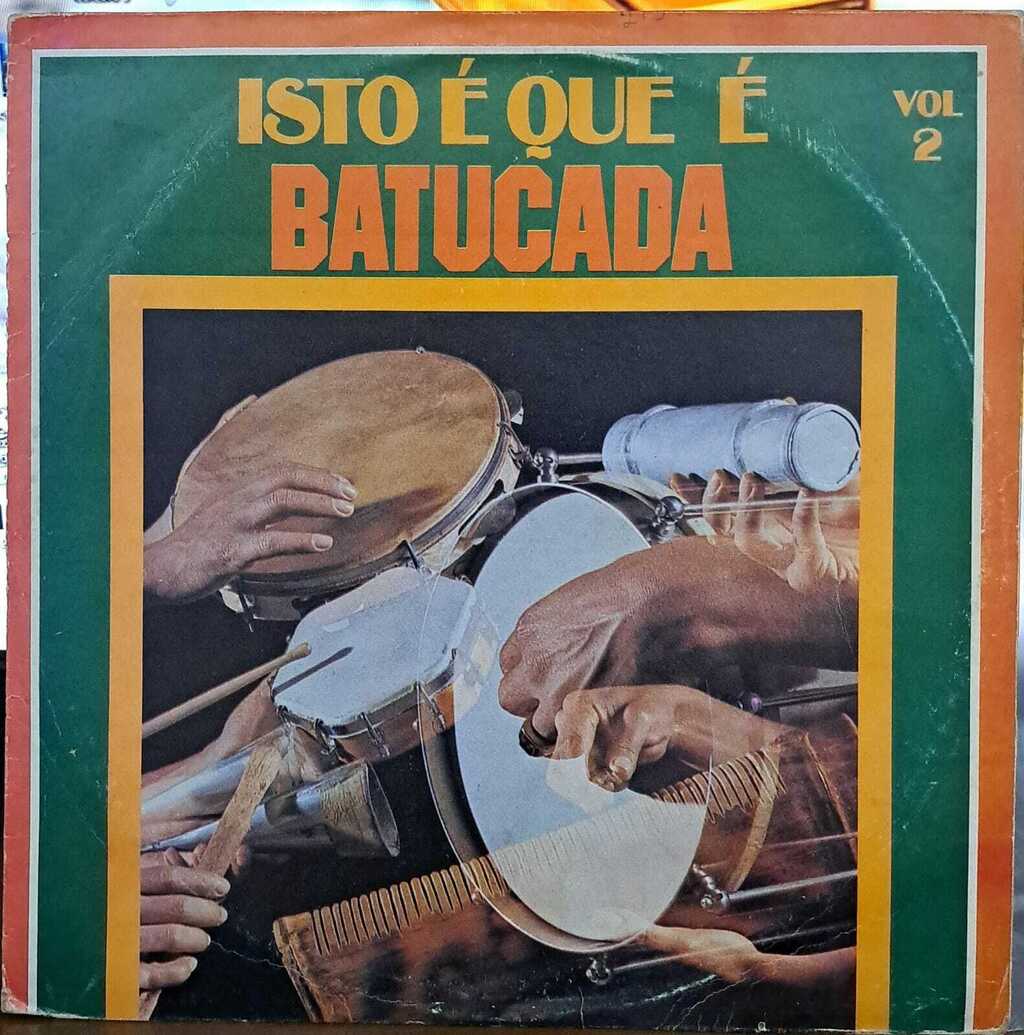 ISTO É QUE É
BATUCADA
VOL
2